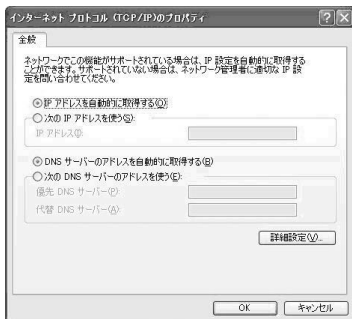 インターネット プロトコル (TCP/IP)のプロパティ
全般
ネットワークでこの機能がサポートされている場合は、IP 設定を自動的に取得する
ことができます。サポートされていない場合は、ネットワーク管理者に適切な IP 設
定を問い合わせてください。
IP アドレスを自動的に取得する(O)
次の IP アドレスを使う(S):
IP アドレス(I):
DNS サーバーのアドレスを自動的に取得する(B)
次の DNS サーバーのアドレスを使う(E):
優先 DNS サーバー(P):
代替 DNS サーバー(A):
詳細設定(V)...
OK
キャンセル